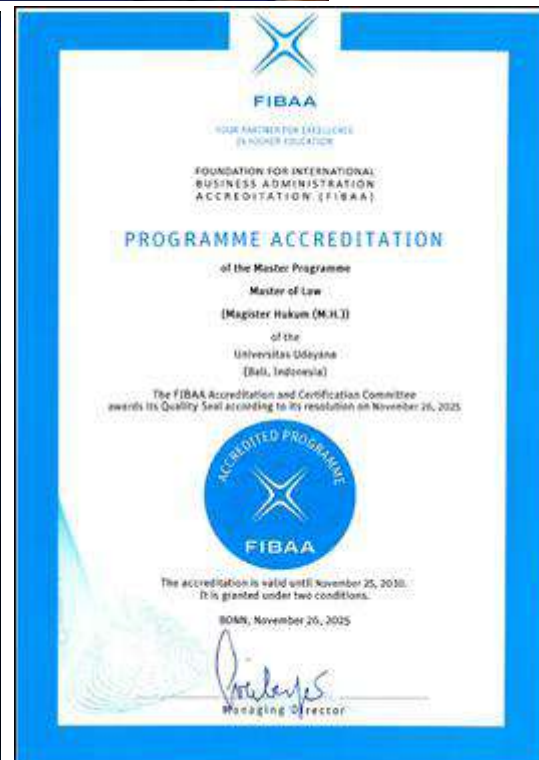 FIBAA
YOUR PARTNER FOR EXCELLENCE
IN HIGHER EDUCATION
FOUNDATION FOR INTERNATIONAL
BUSINESS ADMINISTRATION
ACCREDITATION (FIBAA)
PROGRAMME ACCREDITATION
of the Master Programme
Master of Law
(Magister Hukum (M.H.))
of the
Universitas Udayana
(Bali, Indonesia)
The FIBAA Accreditation and Certification Committee
awards its Quality Seal according to its resolution on November 26, 2025
ACCREDITED PROGRAMME
FIBAA
The accreditation is valid until November 25, 2030.
It is granted under two conditions.
BONN, November 26, 2025
Managing Director